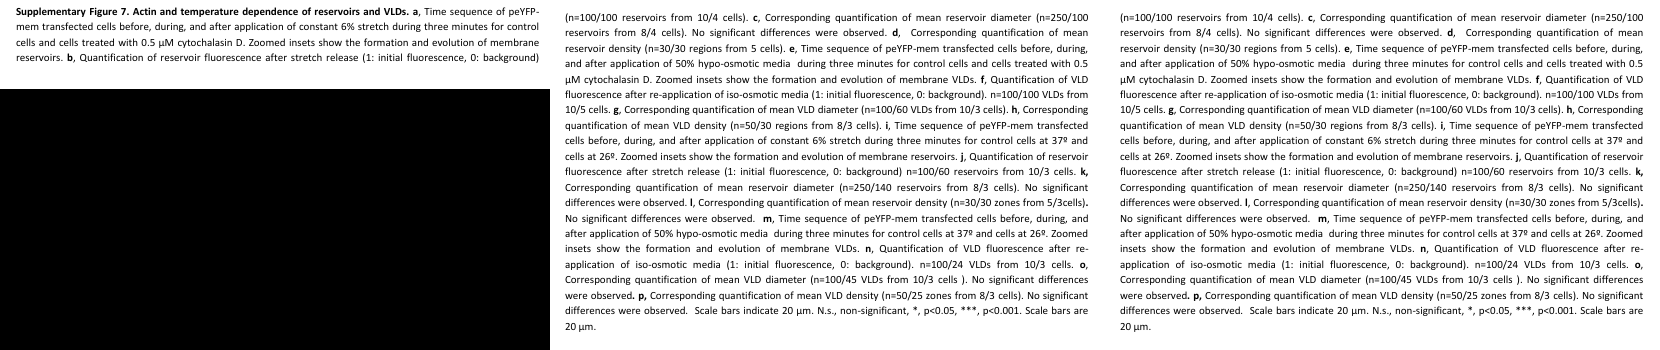 Supplementary Figure 7. Actin and temperature dependence of reservoirs and VLDs. a, Time sequence of peYFP-
mem transfected cells before, during, and after application of constant 6% stretch during three minutes for control
cells and cells treated with 0.5 µM cytochalasin D. Zoomed insets show the formation and evolution of membrane
reservoirs. b, Quantification of reservoir fluorescence after stretch release (1: initial fluorescence, 0: background)
(n=100/100 reservoirs from 10/4 cells). c, Corresponding quantification of mean reservoir diameter (n=250/100
reservoirs from 8/4 cells). No significant differences were observed. d, Corresponding quantification of mean
reservoir density (n=30/30 regions from 5 cells). e, Time sequence of peYFP-mem transfected cells before, during,
and after application of 50% hypo-osmotic media during three minutes for control cells and cells treated with 0.5
µM cytochalasin D. Zoomed insets show the formation and evolution of membrane VLDs. f, Quantification of VLD
fluorescence after re-application of iso-osmotic media (1: initial fluorescence, 0: background). n=100/100 VLDs from
10/5 cells. g, Corresponding quantification of mean VLD diameter (n=100/60 VLDs from 10/3 cells). h, Corresponding
quantification of mean VLD density (n=50/30 regions from 8/3 cells). i, Time sequence of peYFP-mem transfected
cells before, during, and after application of constant 6% stretch during three minutes for control cells at 37º and
cells at 26º. Zoomed insets show the formation and evolution of membrane reservoirs. j, Quantification of reservoir
fluorescence after stretch release (1: initial fluorescence, 0: background) n=100/60 reservoirs from 10/3 cells. k,
Corresponding quantification of mean reservoir diameter (n=250/140 reservoirs from 8/3 cells). No significant
differences were observed. l, Corresponding quantification of mean reservoir density (n=30/30 zones from 5/3cells).
No significant differences were observed. m, Time sequence of peYFP-mem transfected cells before, during, and
after application of 50% hypo-osmotic media during three minutes for control cells at 37º and cells at 26º. Zoomed
insets show the formation and evolution of membrane VLDs. n, Quantification of VLD fluorescence after re-
application of iso-osmotic media (1: initial fluorescence, 0: background). n=100/24 VLDs from 10/3 cells. o,
Corresponding quantification of mean VLD diameter (n=100/45 VLDs from 10/3 cells ). No significant differences
were observed. p, Corresponding quantification of mean VLD density (n=50/25 zones from 8/3 cells). No significant
differences were observed. Scale bars indicate 20 µm. N.s., non-significant, *, p<0.05, ***, p<0.001. Scale bars are
20 µm.
(n=100/100 reservoirs from 10/4 cells). c, Corresponding quantification of mean reservoir diameter (n=250/100
reservoirs from 8/4 cells). No significant differences were observed. d, Corresponding quantification of mean
reservoir density (n=30/30 regions from 5 cells). e, Time sequence of peYFP-mem transfected cells before, during,
and after application of 50% hypo-osmotic media during three minutes for control cells and cells treated with 0.5
µM cytochalasin D. Zoomed insets show the formation and evolution of membrane VLDs. f, Quantification of VLD
fluorescence after re-application of iso-osmotic media (1: initial fluorescence, 0: background). n=100/100 VLDs from
10/5 cells. g, Corresponding quantification of mean VLD diameter (n=100/60 VLDs from 10/3 cells). h, Corresponding
quantification of mean VLD density (n=50/30 regions from 8/3 cells). i, Time sequence of peYFP-mem transfected
cells before, during, and after application of constant 6% stretch during three minutes for control cells at 37º and
cells at 26º. Zoomed insets show the formation and evolution of membrane reservoirs. j, Quantification of reservoir
fluorescence after stretch release (1: initial fluorescence, 0: background) n=100/60 reservoirs from 10/3 cells. k,
Corresponding quantification of mean reservoir diameter (n=250/140 reservoirs from 8/3 cells). No significant
differences were observed. l, Corresponding quantification of mean reservoir density (n=30/30 zones from 5/3cells).
No significant differences were observed. m, Time sequence of peYFP-mem transfected cells before, during, and
after application of 50% hypo-osmotic media during three minutes for control cells at 37º and cells at 26º. Zoomed
insets show the formation and evolution of membrane VLDs. n, Quantification of VLD fluorescence after re-
application of iso-osmotic media (1: initial fluorescence, 0: background). n=100/24 VLDs from 10/3 cells. o,
Corresponding quantification of mean VLD diameter (n=100/45 VLDs from 10/3 cells ). No significant differences
were observed. p, Corresponding quantification of mean VLD density (n=50/25 zones from 8/3 cells). No significant
differences were observed. Scale bars indicate 20 µm. N.s., non-significant, *, p<0.05, ***, p<0.001. Scale bars are
20 µm.